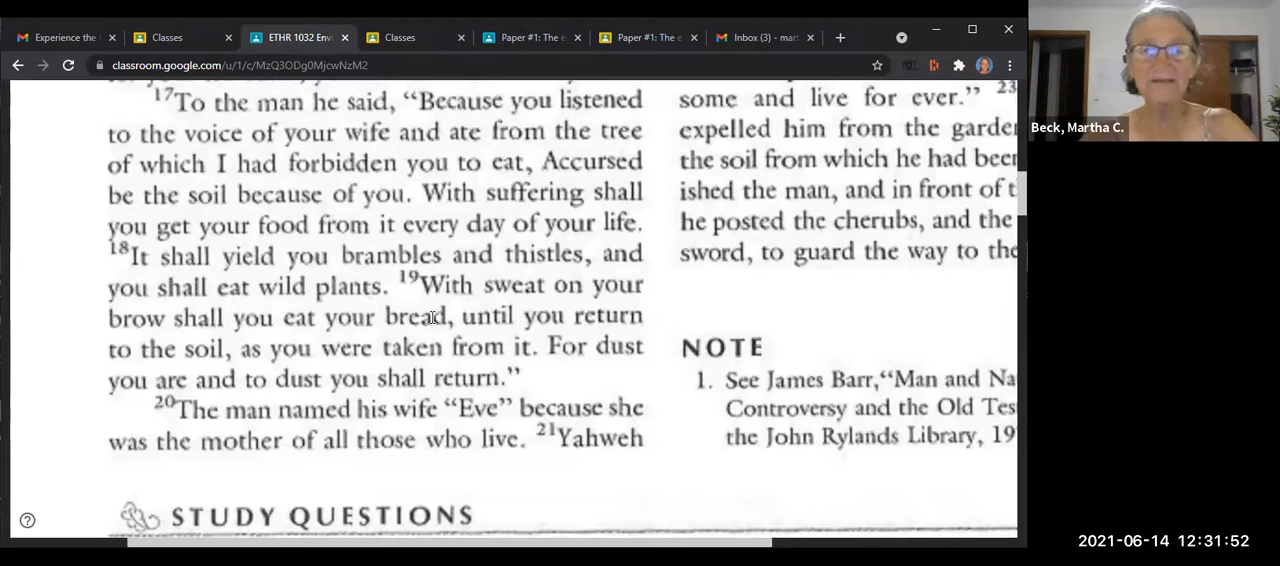 Experience the
Classes
ETHR 1032 Envi
Classes
Paper #1: The e
Paper #1: The e
Inbox (3) - mart
classroom.google.com/u/1/c/MzQ3ODg0MjcwNzM2
17To the man he said, “Because you listened
to the voice of your wife and ate from the tree
of which I had forbidden you to eat, Accursed
be the soil because of you. With suffering shall
you get your food from it every day of your life.
18It shall yield you brambles and thistles, and
you shall eat wild plants. 19With sweat on your
brow shall you eat your bread, until you return
to the soil, as you were taken from it. For dust
you are and to dust you shall return.”
20The man named his wife “Eve” because she
was the mother of all those who live. 21Yahweh
some and live for ever.” 23
expelled him from the garden
the soil from which he had been
ished the man, and in front of t
he posted the cherubs, and the
sword, to guard the way to the
NOTE
1. See James Barr,“Man and Na
Controversy and the Old Tes
the John Rylands Library, 19
STUDY QUESTIONS
Beck, Martha C.
2021-06-14 12:31:52